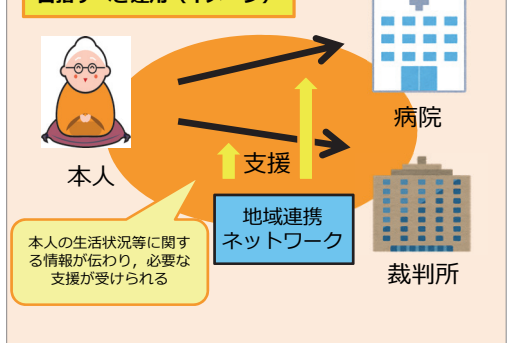 病院
本人
支援
地域連携
ネットワーク
本人の生活状況等に関す
る情報が伝わり，必要な
支援が受けられる
裁判所